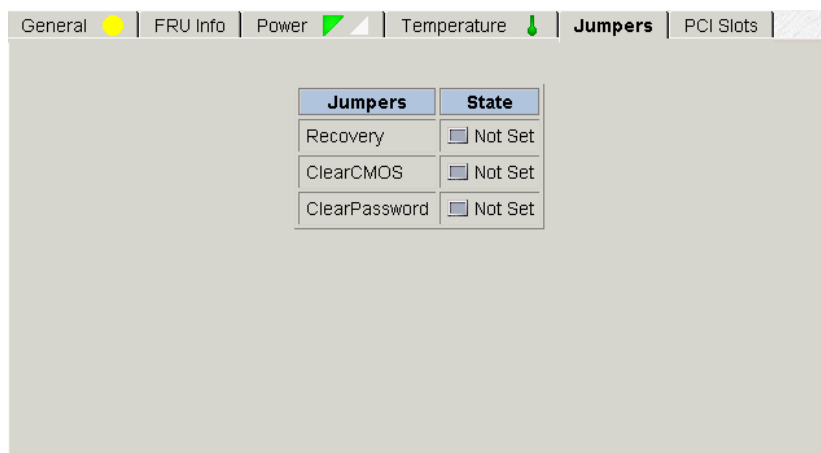 General FRU Info Power Temperature Jumpers PCI Slots
Jumpers State
Recovery Not Set
ClearCMOS Not Set
ClearPassword Not Set